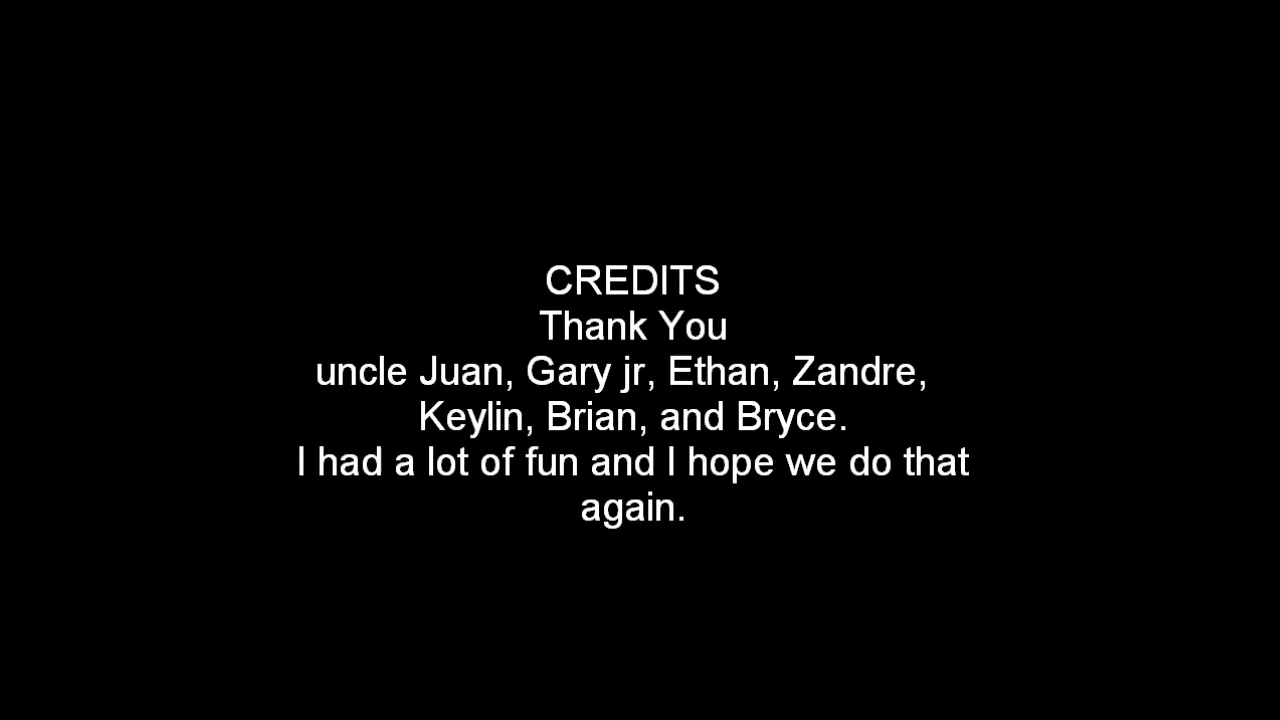 CREDITS
Thank You
uncle Juan, Gary jr, Ethan, Zandre,
Keylin, Brian, and Bryce.
I had a lot of fun and I hope we do that
again.